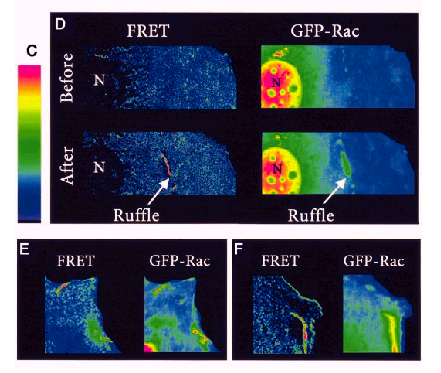 C
D
FRET GFP-Rac
Before
N N
After
N N
Ruffle Ruffle
E
FRET GFP-Rac
F
FRET GFP-Rac